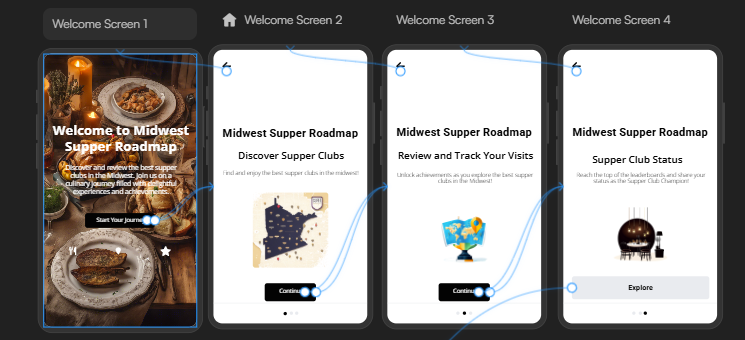 Welcome Screen 1
Welcome Screen 2
Welcome Screen 3
Welcome Screen 4
Welcome to Midwest
Supper Roadmap
Discover and review the best supper
clubs in the Midwest. Join us on a
culinary journey filled with delightful
experiences and achievements.
Start Your Journey
Midwest Supper Roadmap
Discover Supper Clubs
Find and enjoy the best supper clubs in the midwest!
Continue
Midwest Supper Roadmap
Review and Track Your Visits
Unlock achievements as you explore the best supper
clubs in the Midwest!
Continue
Midwest Supper Roadmap
Supper Club Status
Reach the top of the leaderboards and share your
status as the Supper Club Champion!
Explore